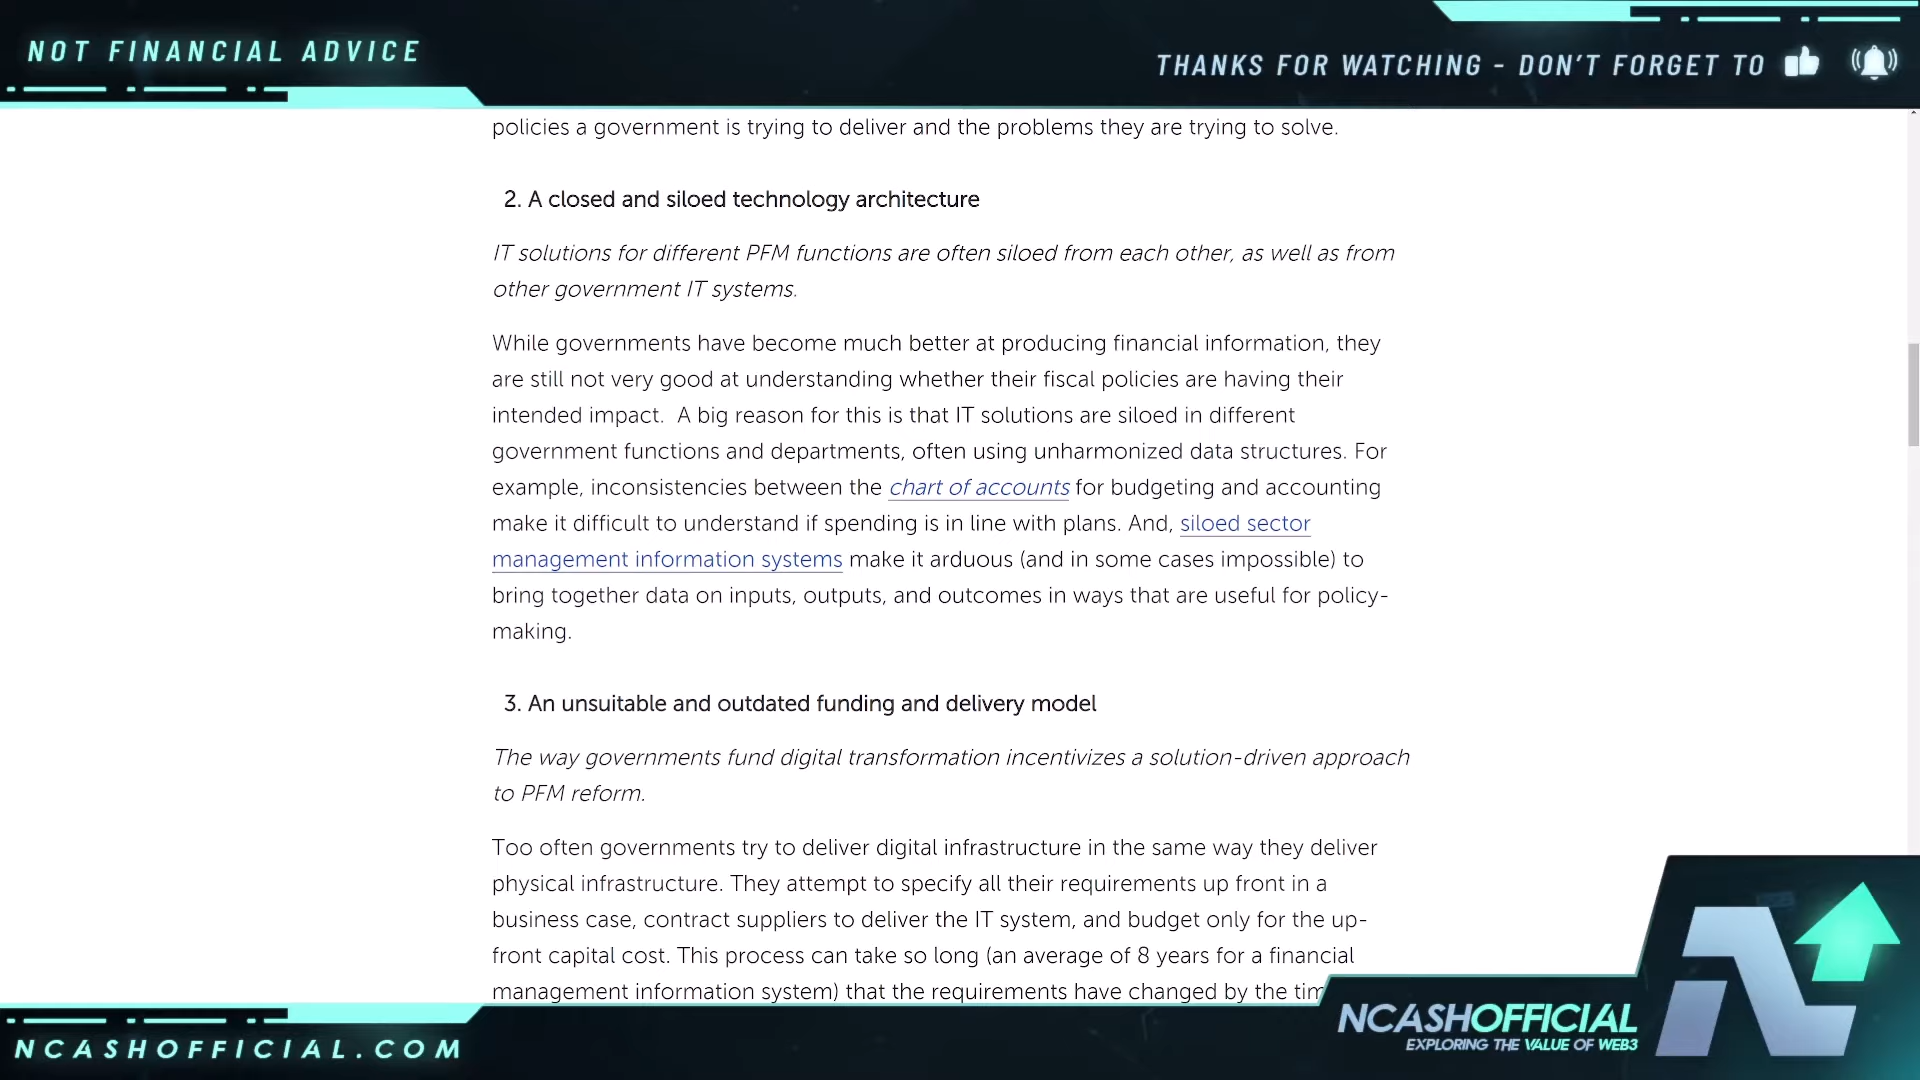 NOT FINANCIAL ADVICE
THANKS FOR WATCHING - DON'T FORGET TO
policies a government is trying to deliver and the problems they are trying to solve.
2. A closed and siloed technology architecture
IT solutions for different PFM functions are often siloed from each other, as well as from
other government IT systems.
While governments have become much better at producing financial information, they
are still not very good at understanding whether their fiscal policies are having their
intended impact.  A big reason for this is that IT solutions are siloed in different
government functions and departments, often using unharmonized data structures. For
example, inconsistencies between the chart of accounts for budgeting and accounting
make it difficult to understand if spending is in line with plans. And, siloed sector
management information systems make it arduous (and in some cases impossible) to
bring together data on inputs, outputs, and outcomes in ways that are useful for policy-
making.
3. An unsuitable and outdated funding and delivery model
The way governments fund digital transformation incentivizes a solution-driven approach
to PFM reform.
Too often governments try to deliver digital infrastructure in the same way they deliver
physical infrastructure. They attempt to specify all their requirements up front in a
business case, contract suppliers to deliver the IT system, and budget only for the up-
front capital cost. This process can take so long (an average of 8 years for a financial
management information system) that the requirements have changed by the tim
NCASHOFFICIAL.COM
NCASHOFFICIAL
EXPLORING THE VALUE OF WEB3